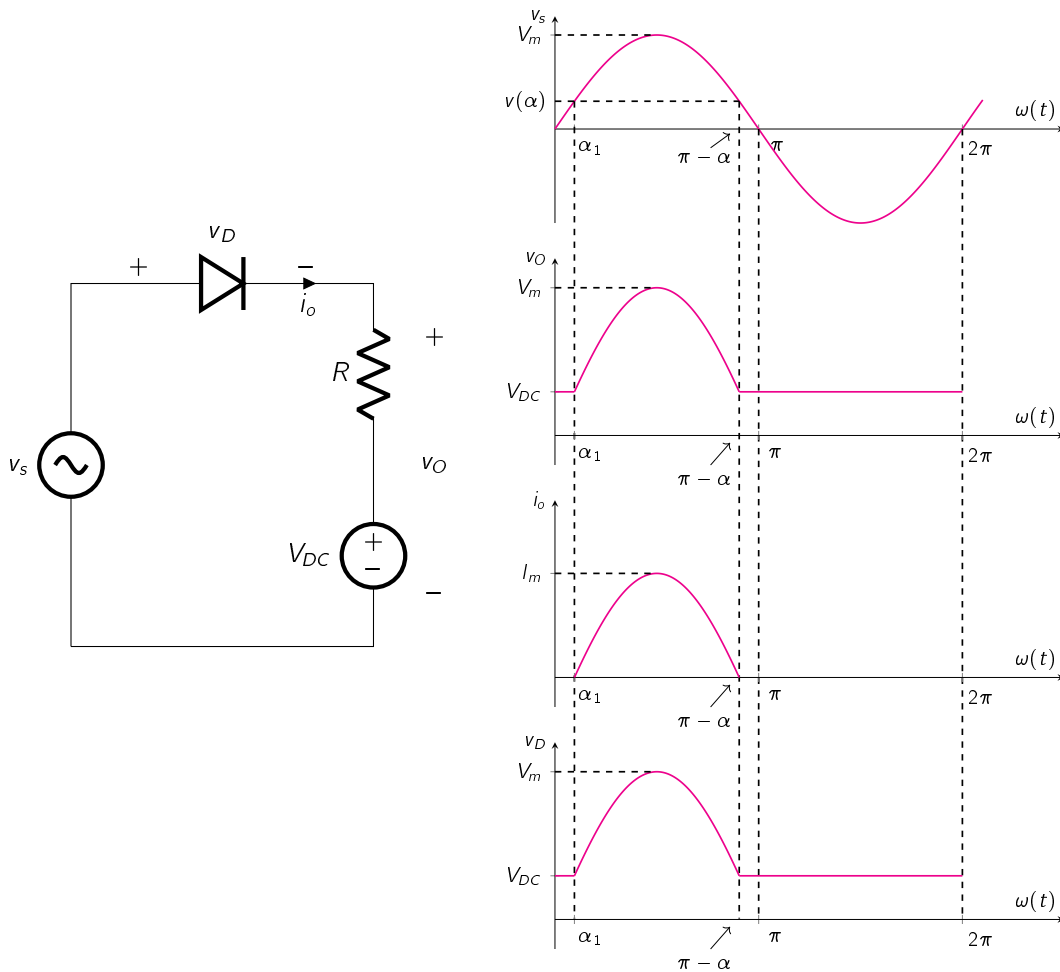 v_D
+ −
i_o
R
+
v_s
v_O
V_DC
+
−
−
v_s
V_m
v(α)
ω(t)
α_1
π − α
π
2π
v_O
V_m
V_DC
ω(t)
α_1
π − α
π
2π
i_o
I_m
ω(t)
α_1
π − α
π
2π
v_D
V_m
V_DC
ω(t)
α_1
π − α
π
2π